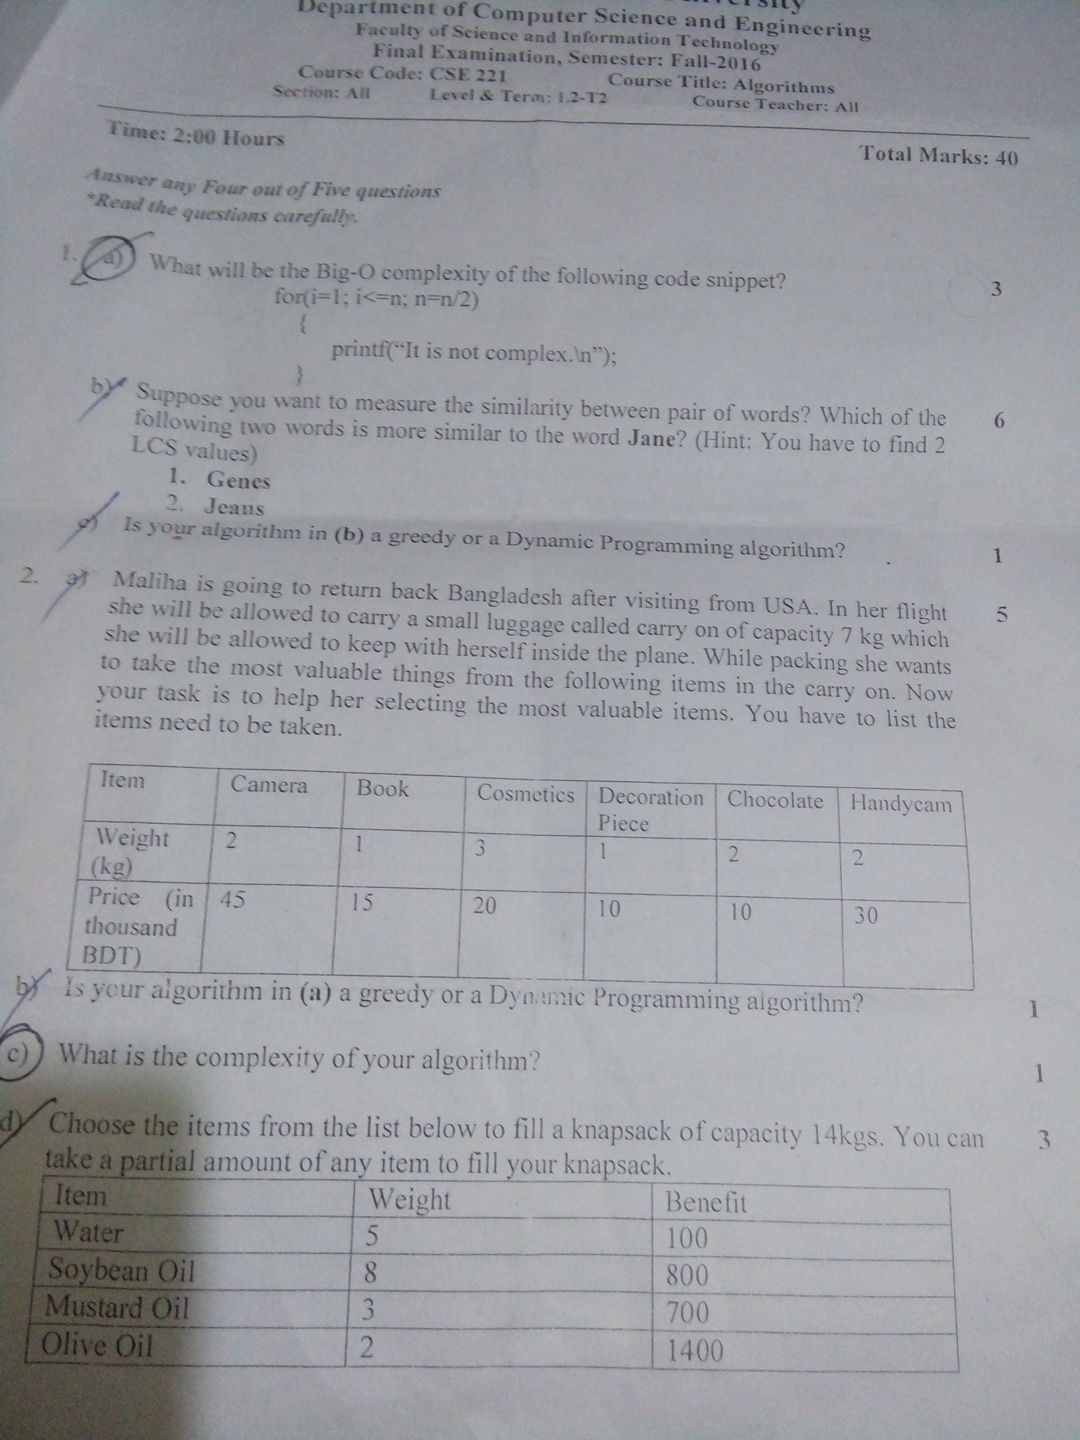 Department of Computer Science and Engineering
Faculty of Science and Information Technology
Final Examination, Semester: Fall-2016
Course Code: CSE 221 Course Title: Algorithms
Section: All Level & Term: L2-T2 Course Teacher: All
Time: 2:00 Hours Total Marks: 40
Answer any Four out of Five questions
*Read the questions carefully.
1. a) What will be the Big-O complexity of the following code snippet? 3
for(i=1; i<=n; n=n/2)
{
printf("It is not complex.\n");
}
b) Suppose you want to measure the similarity between pair of words? Which of the 6
following two words is more similar to the word Jane? (Hint: You have to find 2
LCS values)
1. Genes
2. Jeans
c) Is your algorithm in (b) a greedy or a Dynamic Programming algorithm? 1
2. a) Maliha is going to return back Bangladesh after visiting from USA. In her flight 5
she will be allowed to carry a small luggage called carry on of capacity 7 kg which
she will be allowed to keep with herself inside the plane. While packing she wants
to take the most valuable things from the following items in the carry on. Now
your task is to help her selecting the most valuable items. You have to list the
items need to be taken.
Item Camera Book Cosmetics Decoration Piece Chocolate Handycam
Weight (kg) 2 1 3 1 2 2
Price (in thousand BDT) 45 15 20 10 10 30
b) Is your algorithm in (a) a greedy or a Dynamic Programming algorithm? 1
c) What is the complexity of your algorithm? 1
d) Choose the items from the list below to fill a knapsack of capacity 14kgs. You can 3
take a partial amount of any item to fill your knapsack.
Item Weight Benefit
Water 5 100
Soybean Oil 8 800
Mustard Oil 3 700
Olive Oil 2 1400